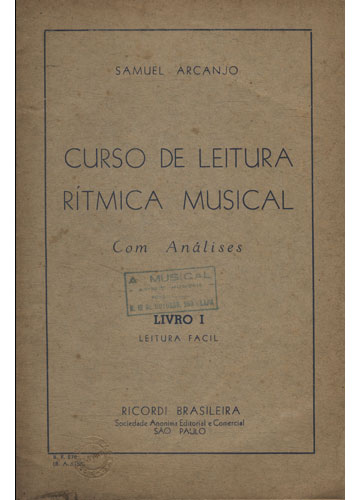 SAMUEL ARCANJO
CURSO DE LEITURA
RÍTMICA MUSICAL
Com Análises
A MUSICAL
LIVRO I
LEITURA FACIL
RICORDI BRASILEIRA
Sociedade Anonima Editorial e Comercial
SÃO PAULO